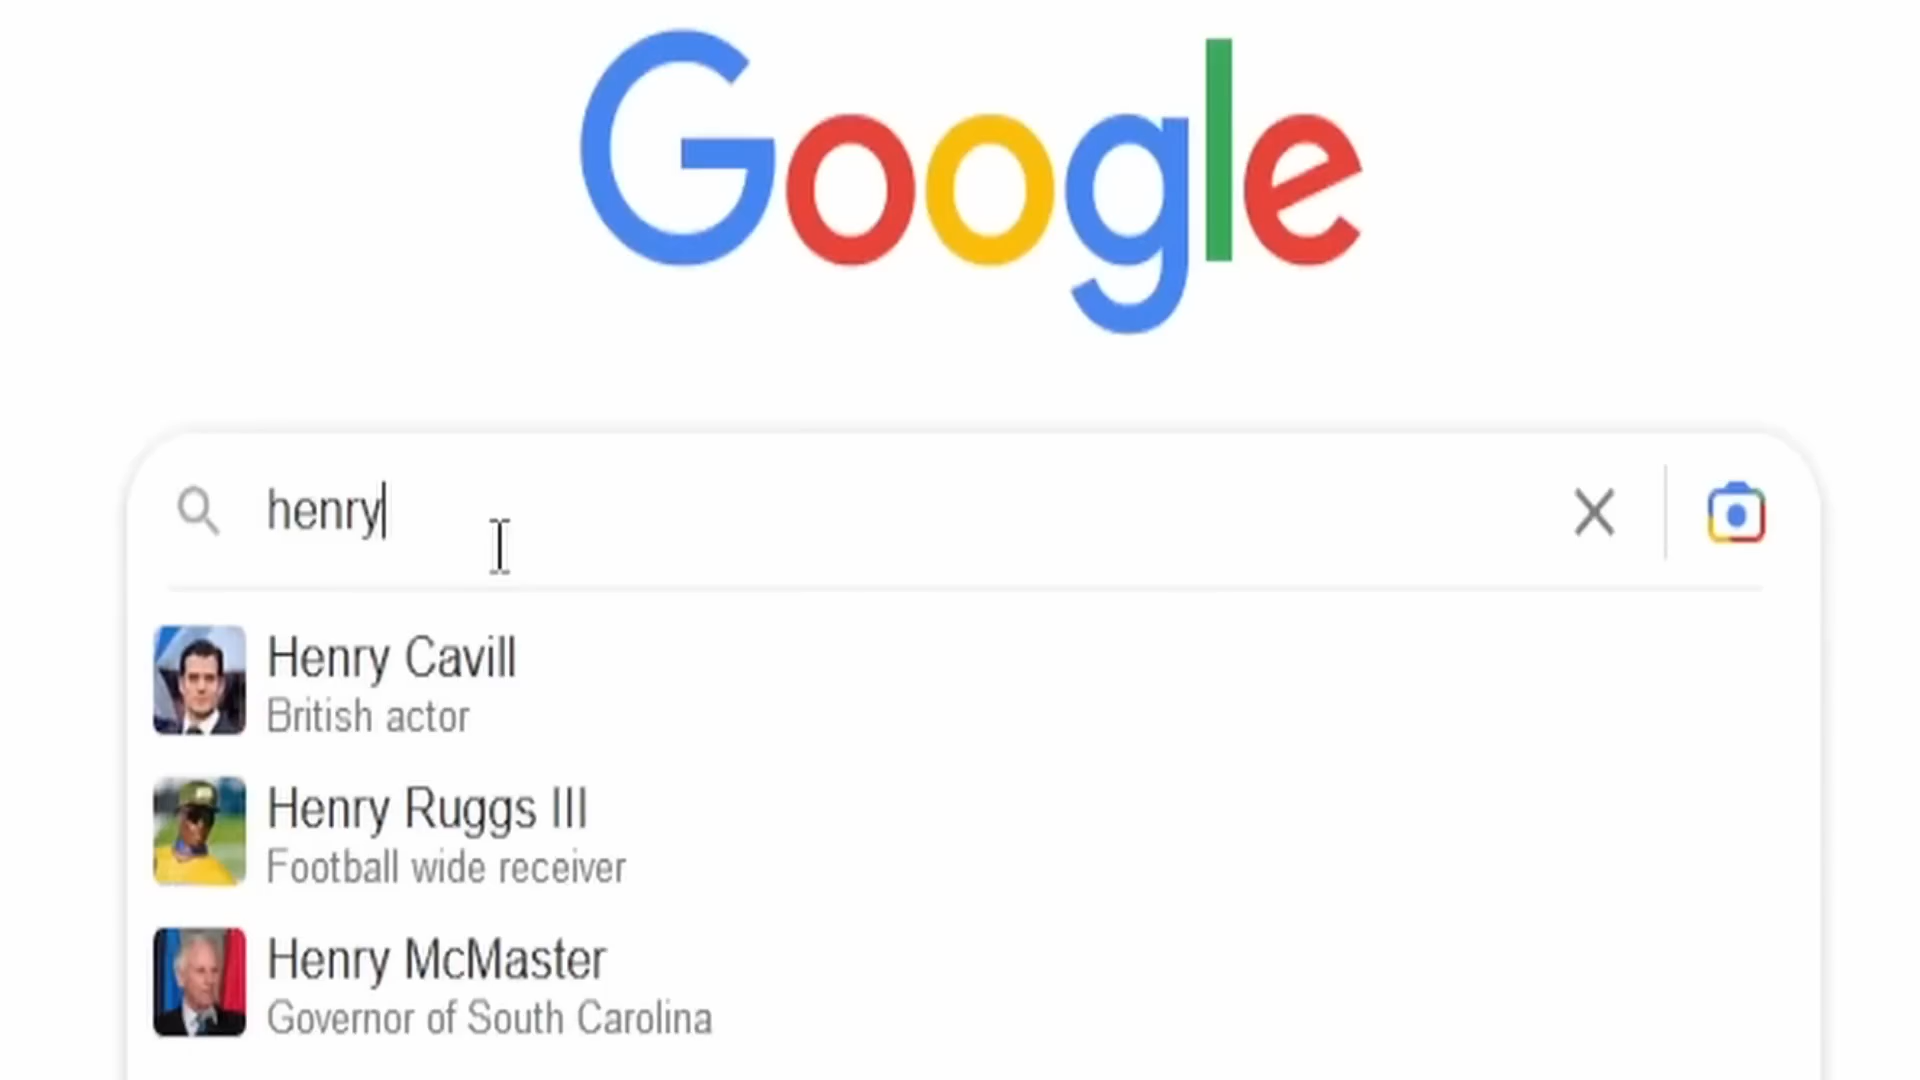 Google
henry
Henry Cavill
British actor
Henry Ruggs III
Football wide receiver
Henry McMaster
Governor of South Carolina